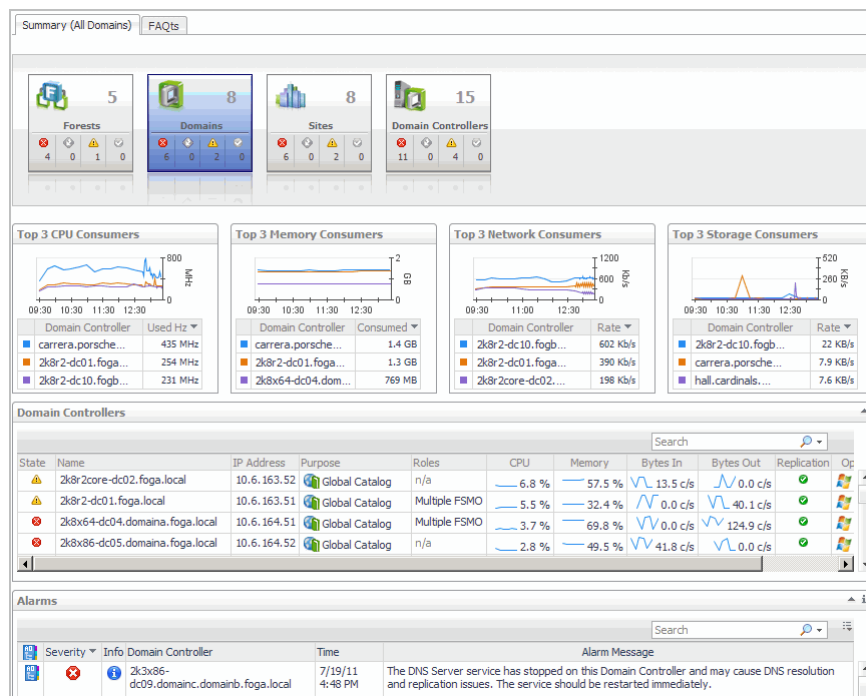 Summary (All Domains) FAQts
5 8 8 15
Forests Domains Sites Domain Controllers
4 0 1 0 6 0 2 0 6 0 2 0 11 0 4 0
Top 3 CPU Consumers Top 3 Memory Consumers Top 3 Network Consumers Top 3 Storage Consumers
800 2 1200 520
MHz GB 600 Kb/s 260 KB/s
0 0 0 0
09:30 10:30 11:30 12:30 09:30 10:30 11:30 12:30 09:30 11:00 12:30 09:30 10:30 11:30 12:30
Domain Controller Used Hz Domain Controller Consumed Domain Controller Rate Domain Controller Rate
carrera.porsche... 435 MHz carrera.porsche... 1.4 GB 2k8r2-dc10.fogb... 602 Kb/s 2k8r2-dc10.fogb... 22 KB/s
2k8r2-dc01.foga... 254 MHz 2k8r2-dc01.foga... 1.3 GB 2k8r2-dc01.foga... 390 Kb/s carrera.porsche... 7.9 KB/s
2k8r2-dc10.fogb... 231 MHz 2k8x64-dc04.dom... 769 MB 2k8r2core-dc02.... 198 Kb/s hall.cardinals.... 7.6 KB/s
Domain Controllers
Search
State Name IP Address Purpose Roles CPU Memory Bytes In Bytes Out Replication Op
2k8r2core-dc02.foga.local 10.6.163.52 Global Catalog n/a 6.8 % 57.5 % 13.5 c/s 0.0 c/s
2k8r2-dc01.foga.local 10.6.163.51 Global Catalog Multiple FSMO 5.5 % 32.4 % 0.0 c/s 40.1 c/s
2k8x64-dc04.domaina.foga.local 10.6.164.51 Global Catalog Multiple FSMO 3.7 % 69.8 % 0.0 c/s 124.9 c/s
2k8x86-dc05.domaina.foga.local 10.6.164.52 Global Catalog n/a 2.8 % 49.5 % 41.8 c/s 0.0 c/s
Alarms
Search
Severity Info Domain Controller Time Alarm Message
2k3x86- 7/19/11 The DNS Server service has stopped on this Domain Controller and may cause DNS resolution
dc09.domainc.domainb.foga.local 4:48 PM and replication issues. The service should be restarted immediately.